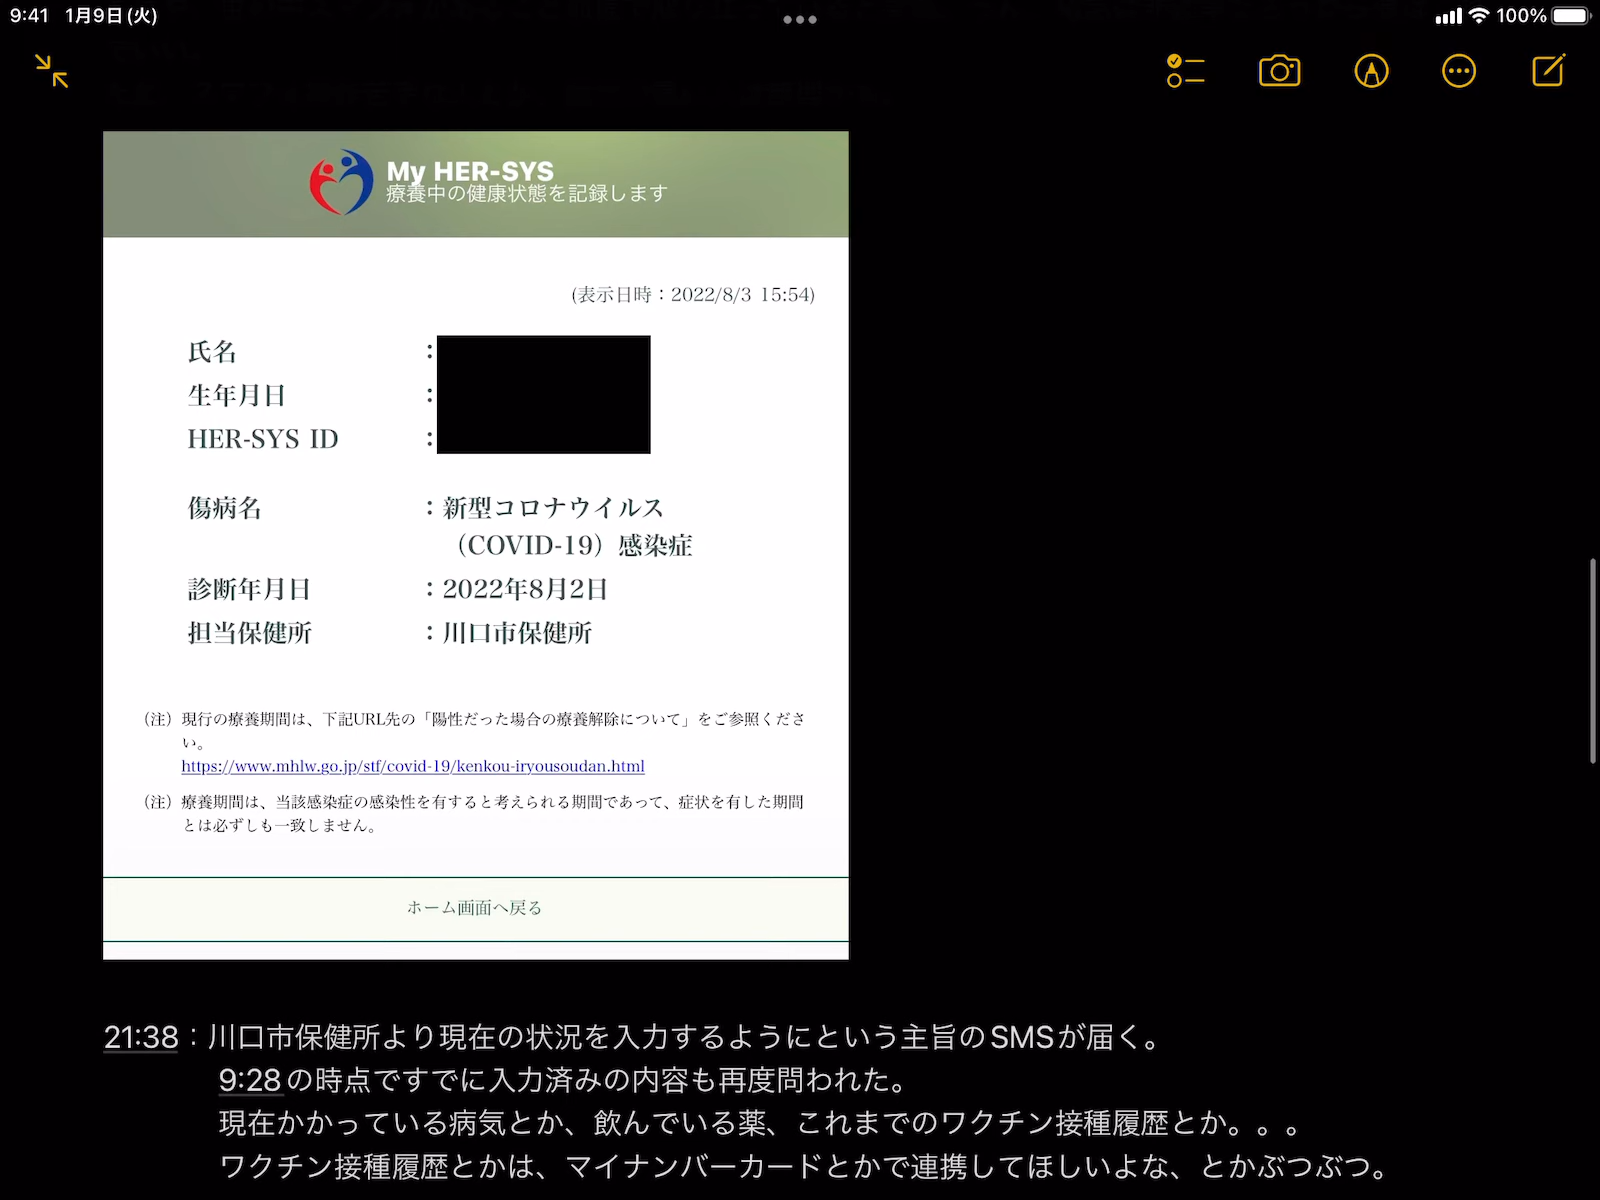 9:41 1月9日(火)
100%
My HER-SYS
療養中の健康状態を記録します
(表示日時：2022/8/3 15:54)
氏名 ：
生年月日 ：
HER-SYS ID ：
傷病名 ：新型コロナウイルス
（COVID-19）感染症
診断年月日 ：2022年8月2日
担当保健所 ：川口市保健所
（注）現行の療養期間は、下記URL先の「陽性だった場合の療養解除について」をご参照くださ
い。
https://www.mhlw.go.jp/stf/covid-19/kenkou-iryousoudan.html
（注）療養期間は、当該感染症の感染性を有すると考えられる期間であって、症状を有した期間
とは必ずしも一致しません。
ホーム画面へ戻る
21:38：川口市保健所より現在の状況を入力するようにという主旨のSMSが届く。
9:28の時点ですでに入力済みの内容も再度問われた。
現在かかっている病気とか、飲んでいる薬、これまでのワクチン接種履歴とか。。。
ワクチン接種履歴とかは、マイナンバーカードとかで連携してほしいよな、とかぶつぶつ。